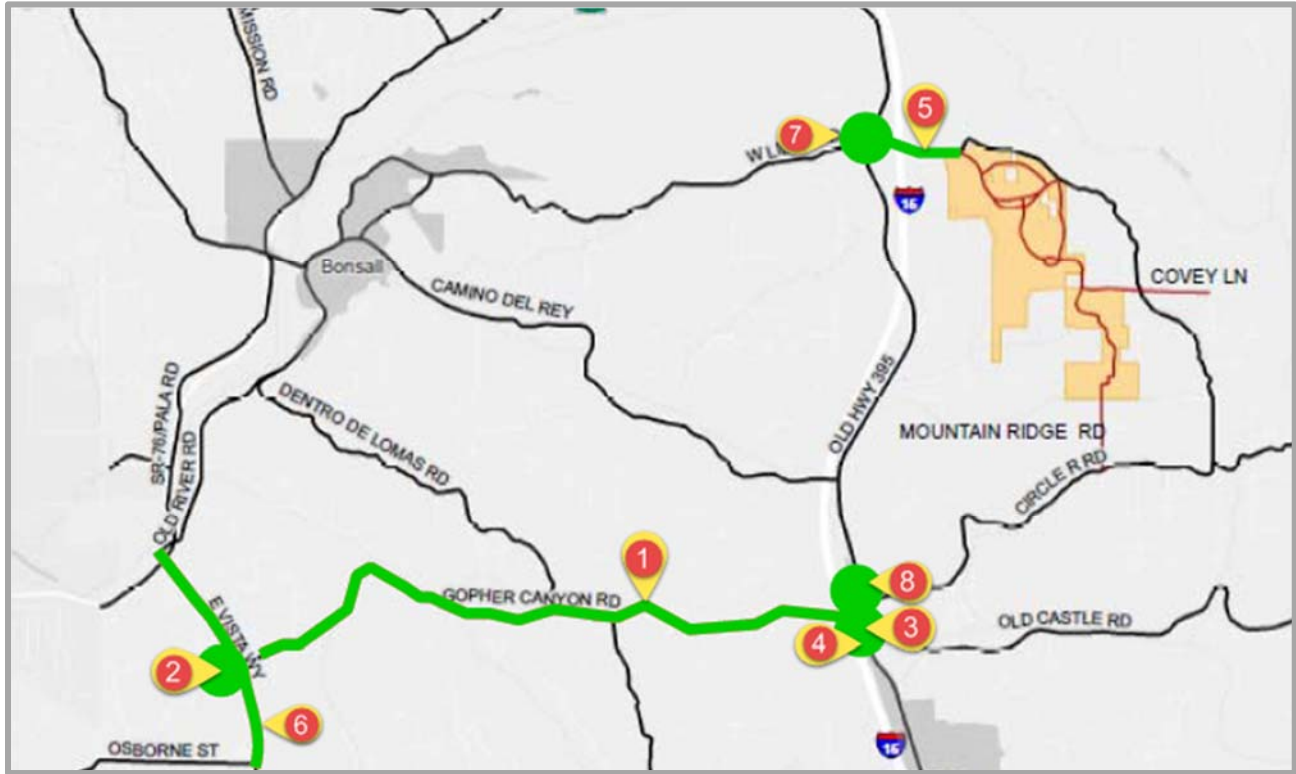 MISSION RD
5
7
W LI
16
COVEY LN
Bonsall
CAMINO DEL REY
SR-76/PALA RD
DENTRO DE LOMAS RD
OLD HWY 395
MOUNTAIN RIDGE RD
OLD RIVER RD
CIRCLE R RD
1
8
GOPHER CANYON RD
E VISTA WY
3
OLD CASTLE RD
4
2
6
OSBORNE ST
16